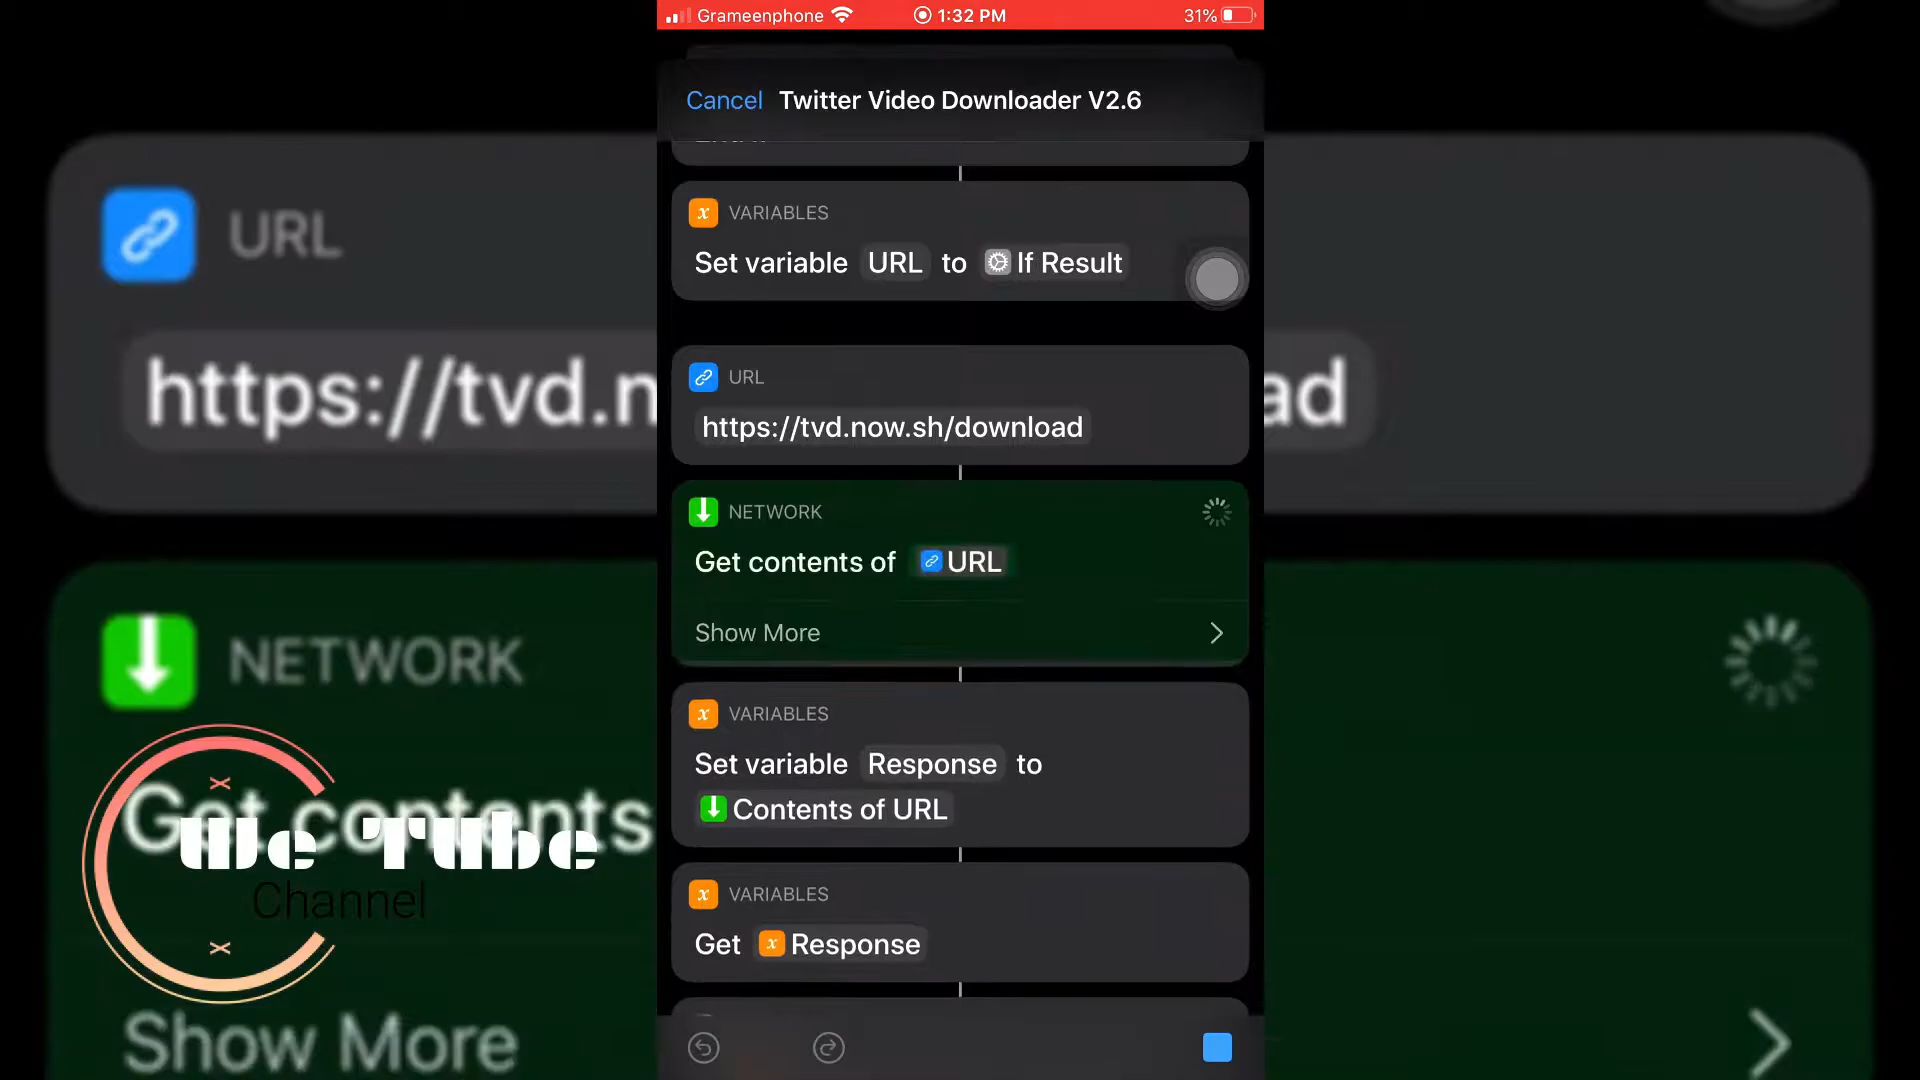 Grameenphone
1:32 PM
31%
Cancel
Twitter Video Downloader V2.6
VARIABLES
Set variable URL to If Result
URL
https://tvd.now.sh/download
NETWORK
Get contents of URL
Show More
VARIABLES
Set variable Response to
Contents of URL
VARIABLES
Get Response
URL
https://tvd.n
ad
NETWORK
Get contents
Show More
We Tube
Channel